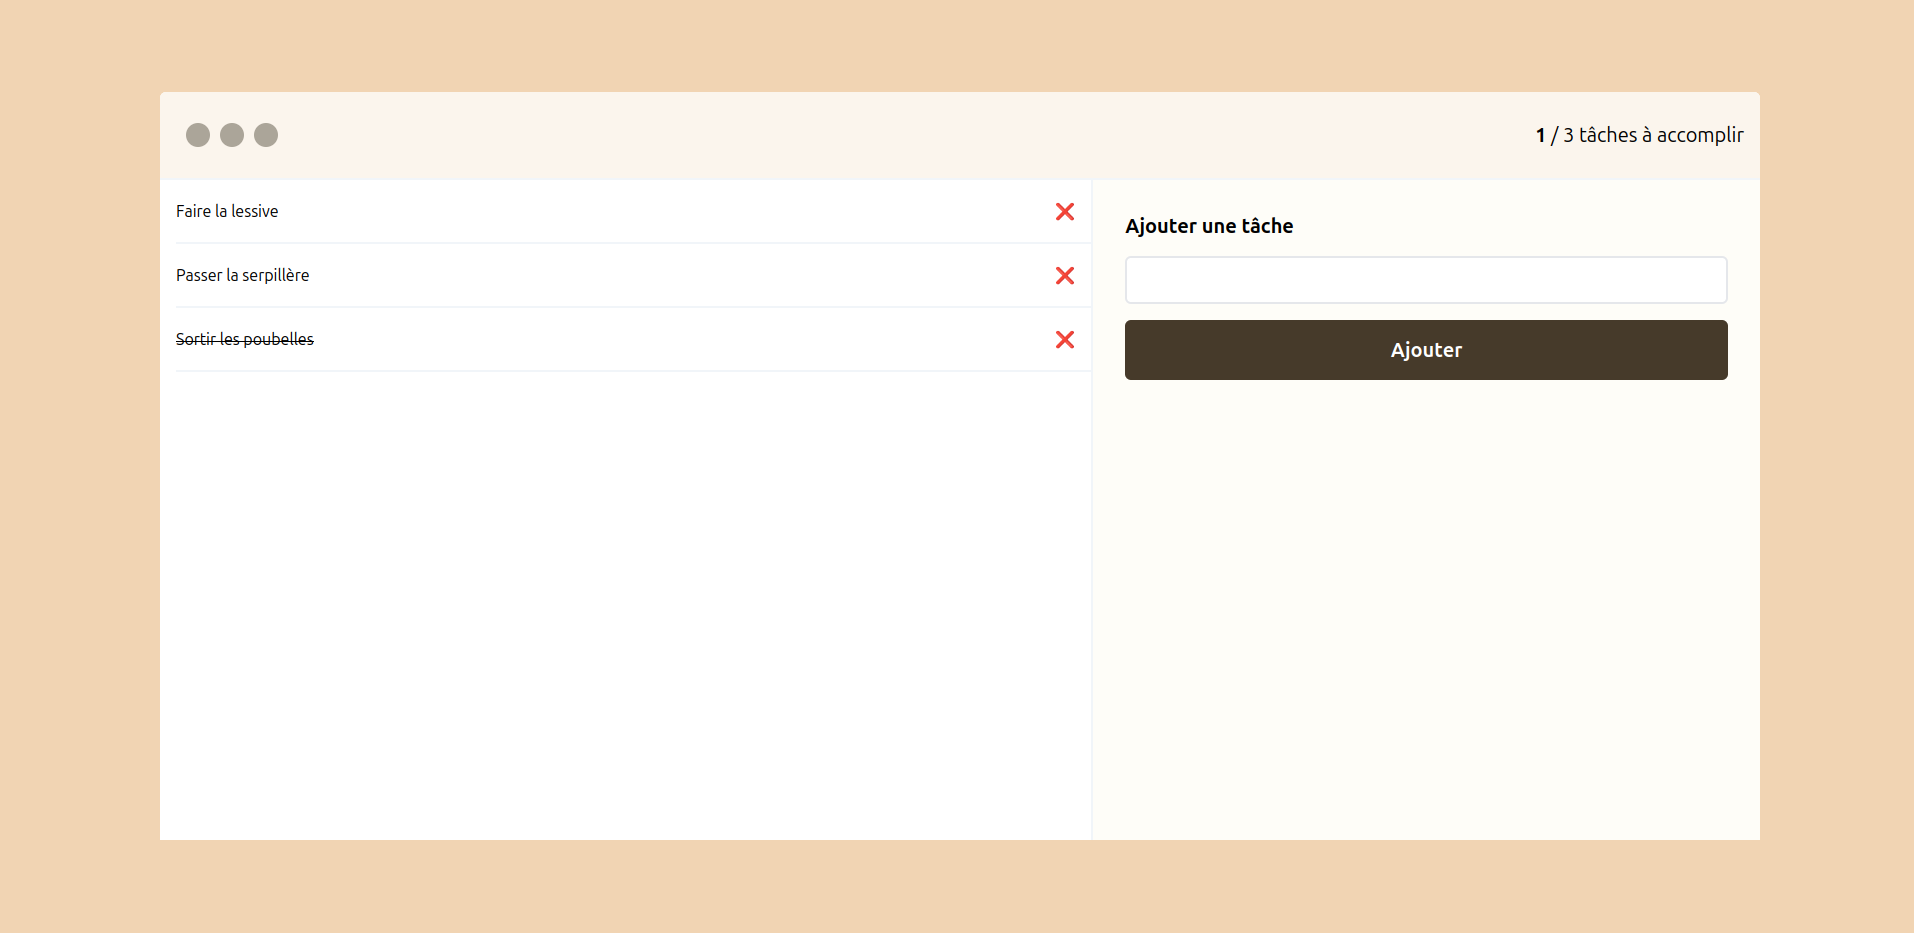 1 / 3 tâches à accomplir
Faire la lessive
Passer la serpillère
Sortir les poubelles
Ajouter une tâche
Ajouter